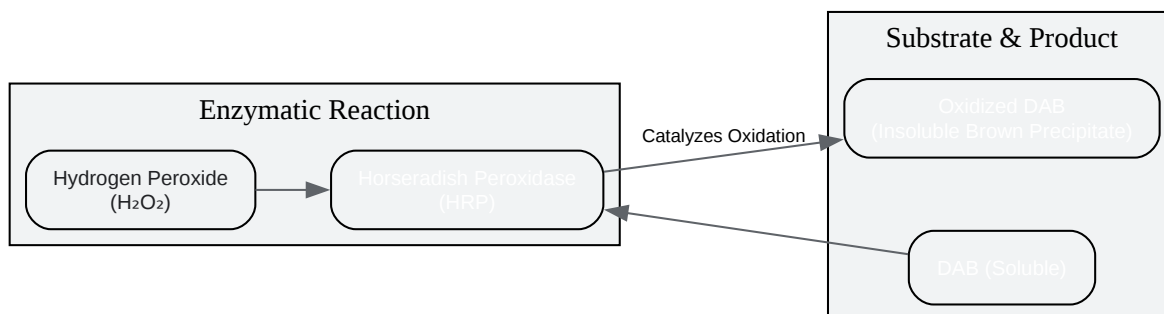 Substrate & Product
Enzymatic Reaction
Hydrogen Peroxide
(H₂O₂)
Horseradish Peroxidase
(HRP)
Catalyzes Oxidation
Oxidized DAB
(Insoluble Brown Precipitate)
DAB (Soluble)